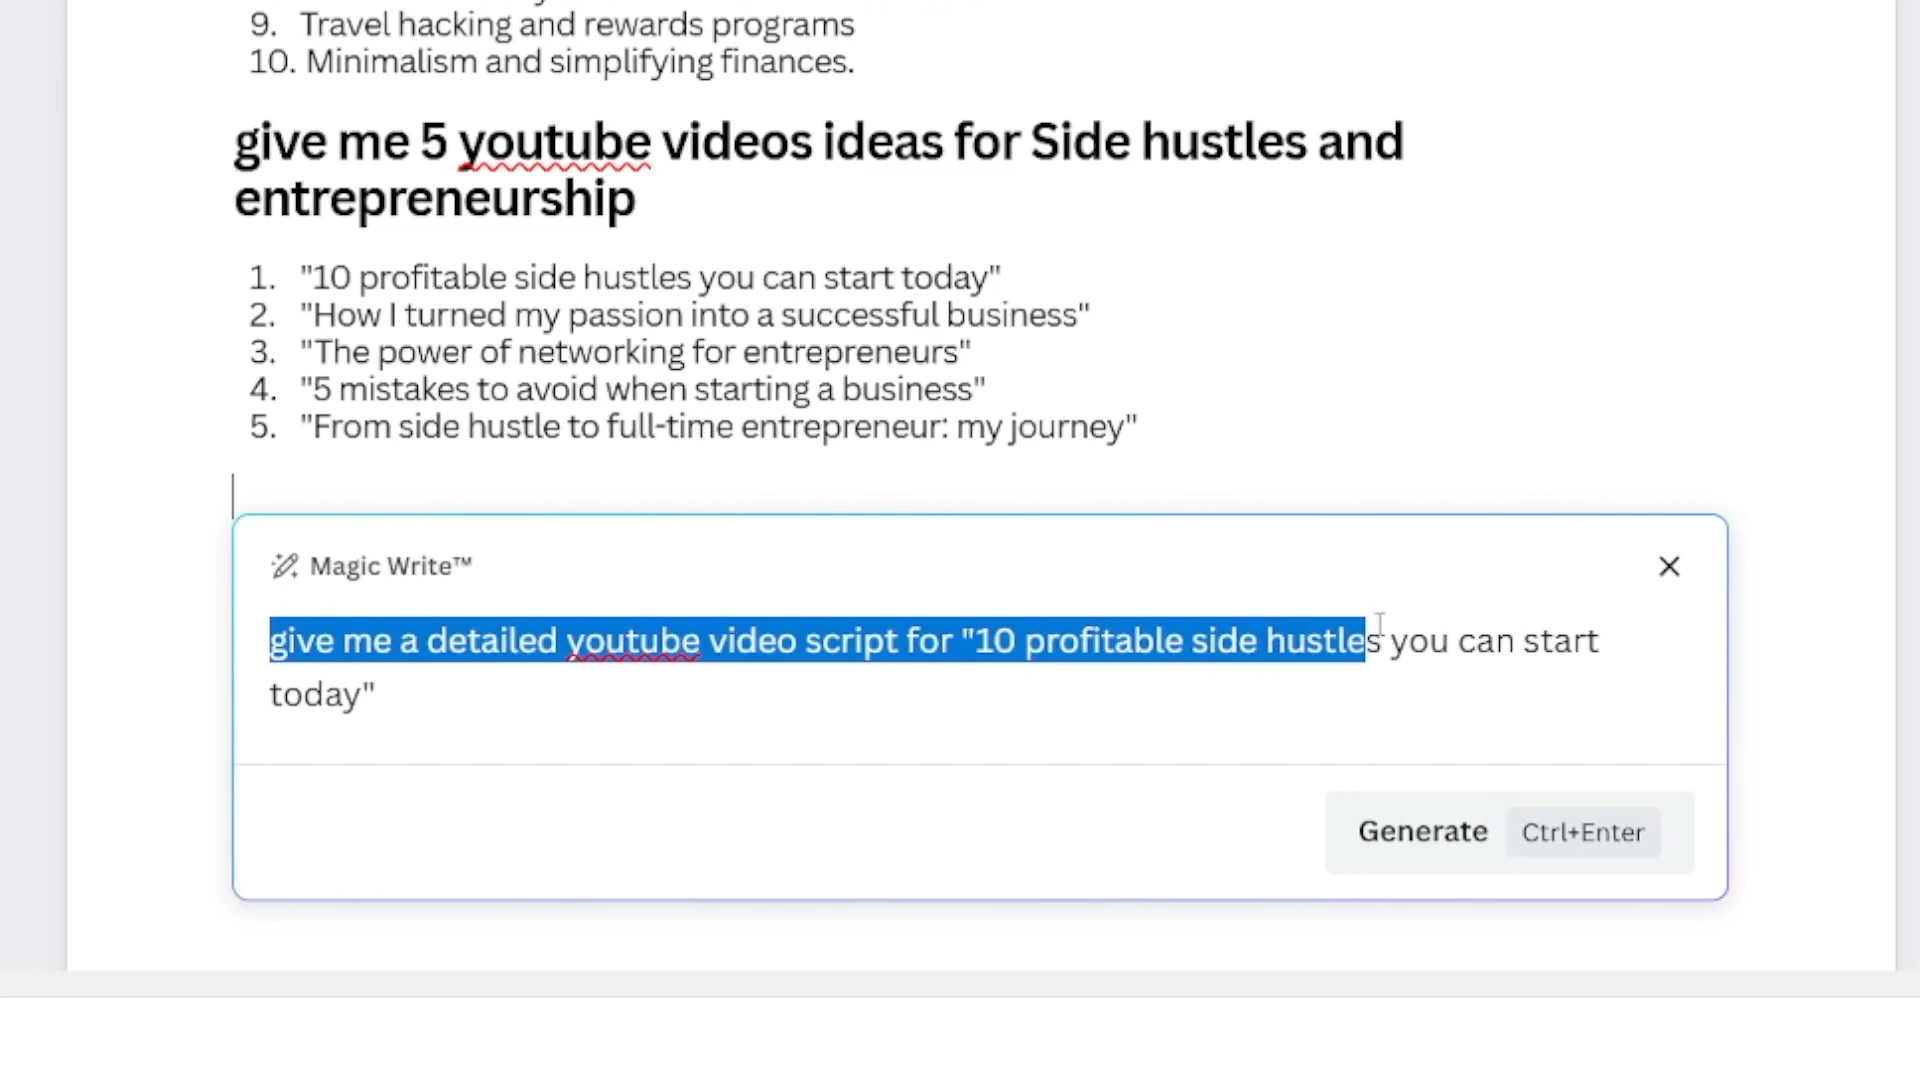 9. Travel hacking and rewards programs
10. Minimalism and simplifying finances.
give me 5 youtube videos ideas for Side hustles and
entrepreneurship
1. "10 profitable side hustles you can start today"
2. "How I turned my passion into a successful business"
3. "The power of networking for entrepreneurs"
4. "5 mistakes to avoid when starting a business"
5. "From side hustle to full-time entrepreneur: my journey"
Magic Write™
give me a detailed youtube video script for "10 profitable side hustles you can start
today"
Generate Ctrl+Enter